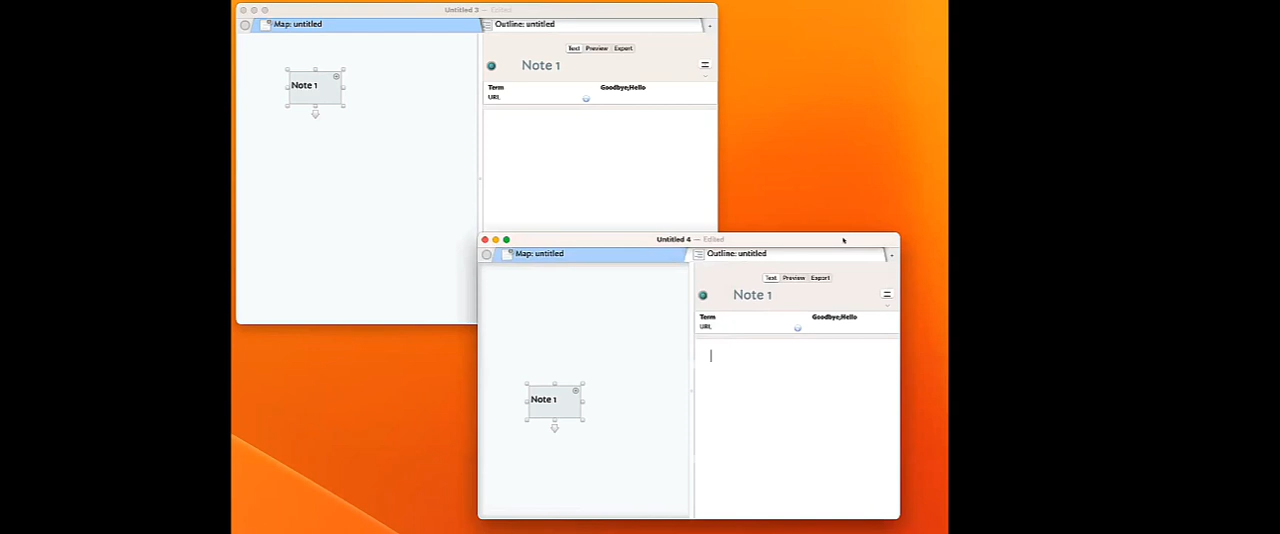 Untitled 3 — Edited
Map: untitled
Outline: untitled
Text Preview Export
Note 1
Note 1
Term Goodbye;Hello
URL
Untitled 4 — Edited
Map: untitled
Outline: untitled
Text Preview Export
Note 1
Term Goodbye;Hello
URL
Note 1